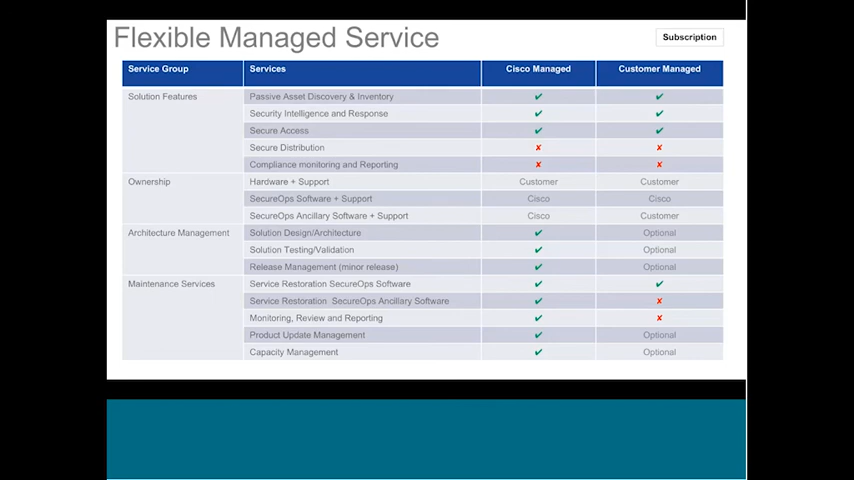 Flexible Managed Service
Subscription
Service Group Services Cisco Managed Customer Managed
Solution Features Passive Asset Discovery & Inventory ✔ ✔
Security Intelligence and Response ✔ ✔
Secure Access ✔ ✔
Secure Distribution ✘ ✘
Compliance monitoring and Reporting ✘ ✘
Ownership Hardware + Support Customer Customer
SecureOps Software + Support Cisco Cisco
SecureOps Ancillary Software + Support Cisco Customer
Architecture Management Solution Design/Architecture ✔ Optional
Solution Testing/Validation ✔ Optional
Release Management (minor release) ✔ Optional
Maintenance Services Service Restoration SecureOps Software ✔ ✔
Service Restoration SecureOps Ancillary Software ✔ ✘
Monitoring, Review and Reporting ✔ ✘
Product Update Management ✔ Optional
Capacity Management ✔ Optional